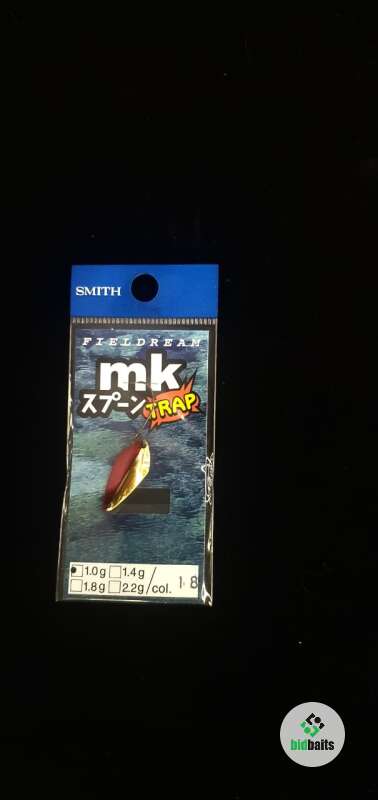 SMITH
FIELDREAM
mk
スプーン TRAP
1.0g 1.4g
1.8g 2.2g/col. 18
bidbaits